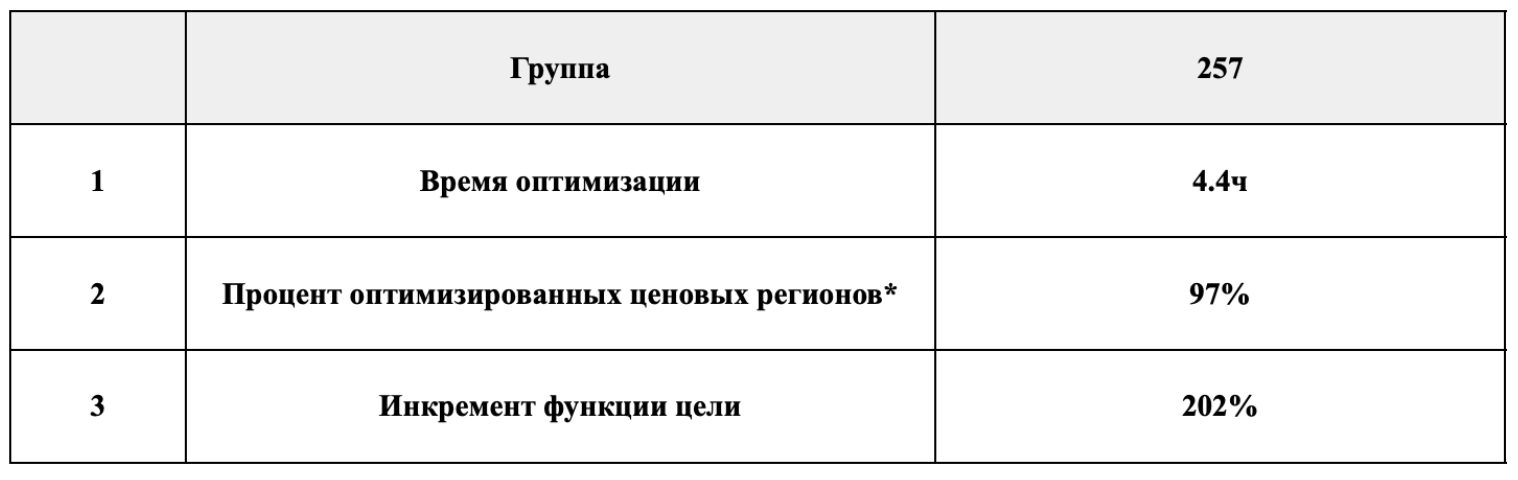 Группа 257
1 Время оптимизации 4.4ч
2 Процент оптимизированных ценовых регионов* 97%
3 Инкремент функции цели 202%